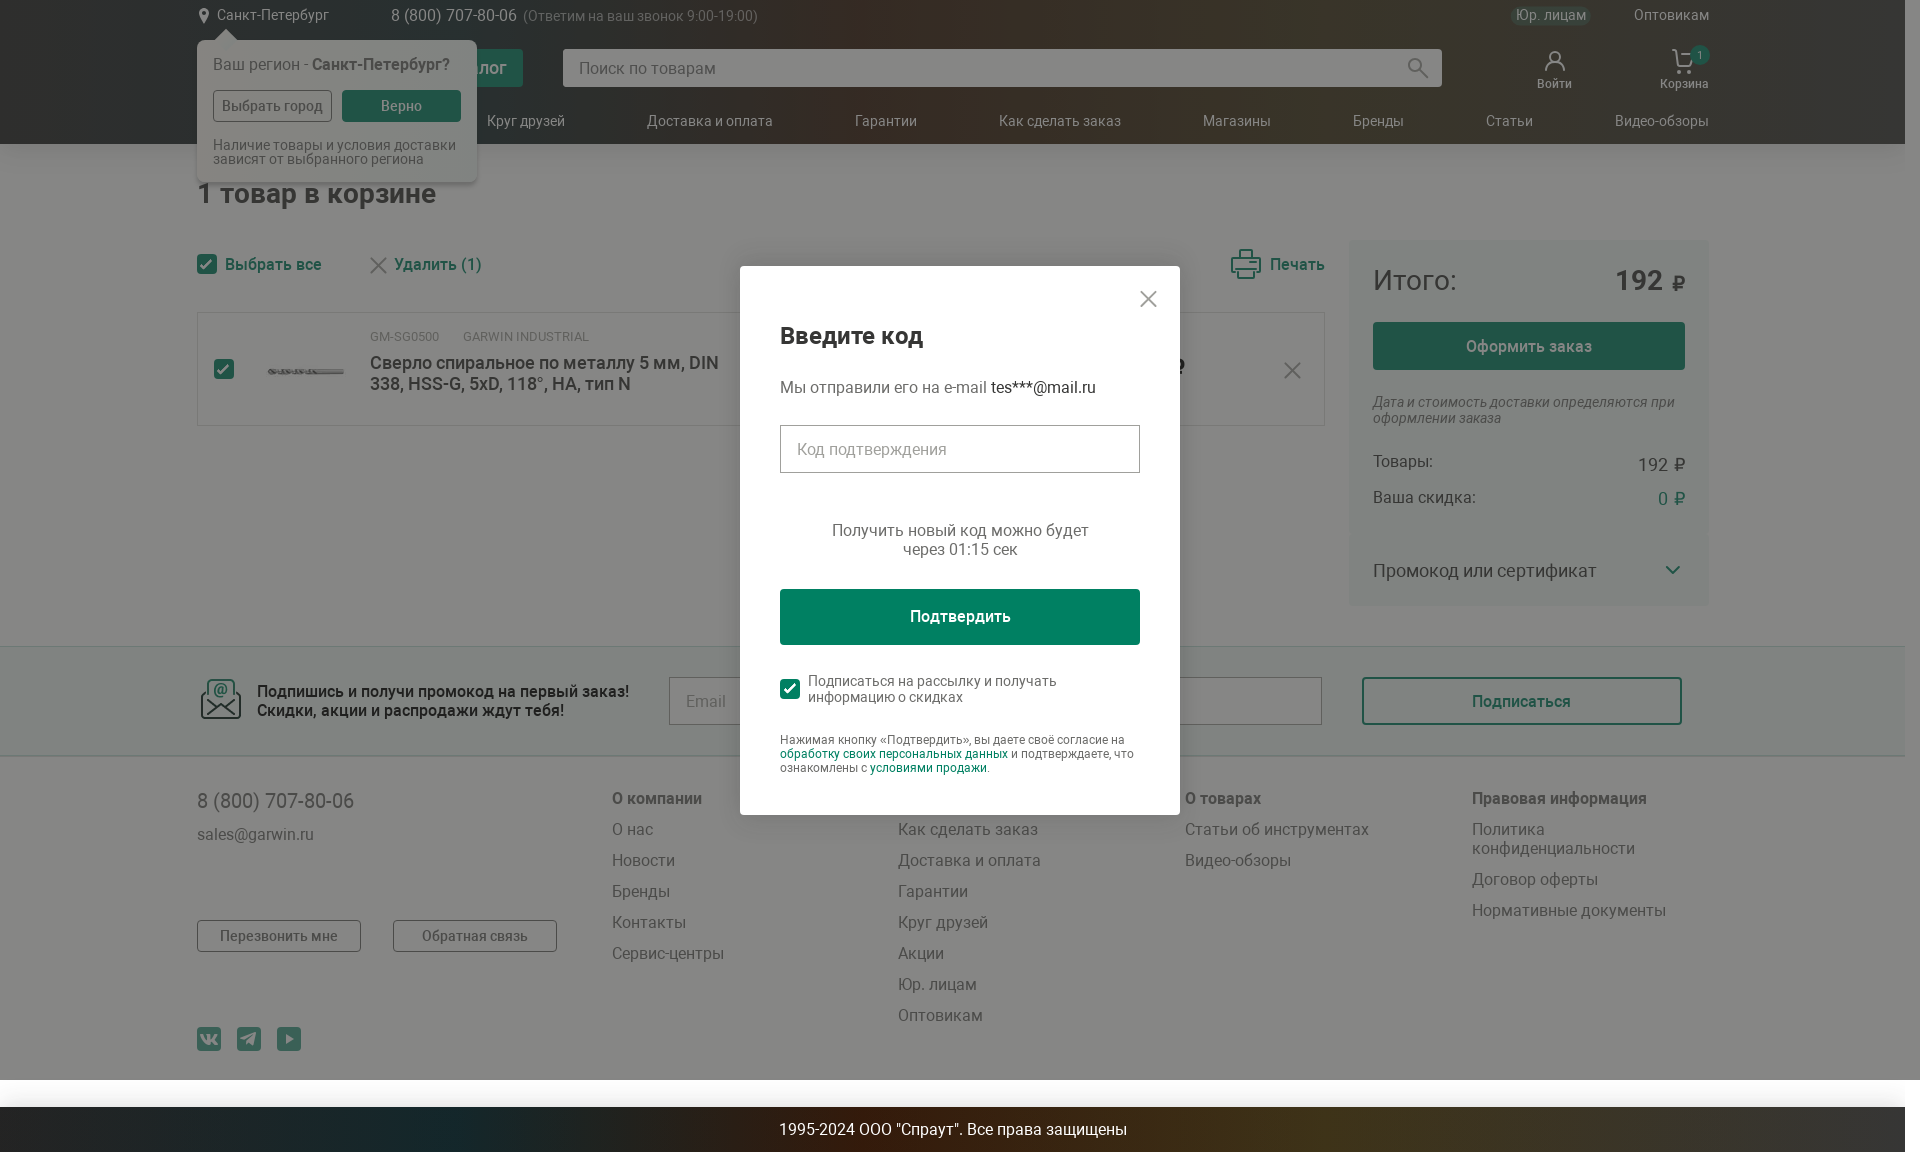 Санкт-Петербург
8 (800) 707-80-06 (Ответим на ваш звонок 9:00-19:00)
Юр. лицам
Оптовикам
Ваш регион - Санкт-Петербург?
Выбрать город
Верно
Наличие товары и условия доставки
зависят от выбранного региона
Поиск по товарам
Войти
1
Корзина
Круг друзей
Доставка и оплата
Гарантии
Как сделать заказ
Магазины
Бренды
Статьи
Видео-обзоры
1 товар в корзине
Выбрать все
Удалить (1)
Печать
GM-SG0500
GARWIN INDUSTRIAL
Сверло спиральное по металлу 5 мм, DIN
338, HSS-G, 5xD, 118°, HA, тип N
Итого:
192 ₽
Оформить заказ
Дата и стоимость доставки определяются при
оформлении заказа
Товары:
192 ₽
Ваша скидка:
0 ₽
Промокод или сертификат
Введите код
Мы отправили его на e-mail tes***@mail.ru
Код подтверждения
Получить новый код можно будет
через 01:15 сек
Подтвердить
Подписаться на рассылку и получать
информацию о скидках
Нажимая кнопку «Подтвердить», вы даете своё согласие на
обработку своих персональных данных и подтверждаете, что
ознакомлены с условиями продажи.
Подпишись и получи промокод на первый заказ!
Скидки, акции и распродажи ждут тебя!
Email
Подписаться
8 (800) 707-80-06
sales@garwin.ru
Перезвонить мне
Обратная связь
О компании
О нас
Новости
Бренды
Контакты
Сервис-центры
Как сделать заказ
Доставка и оплата
Гарантии
Круг друзей
Акции
Юр. лицам
Оптовикам
О товарах
Статьи об инструментах
Видео-обзоры
Правовая информация
Политика
конфиденциальности
Договор оферты
Нормативные документы
1995-2024 ООО "Спраут". Все права защищены